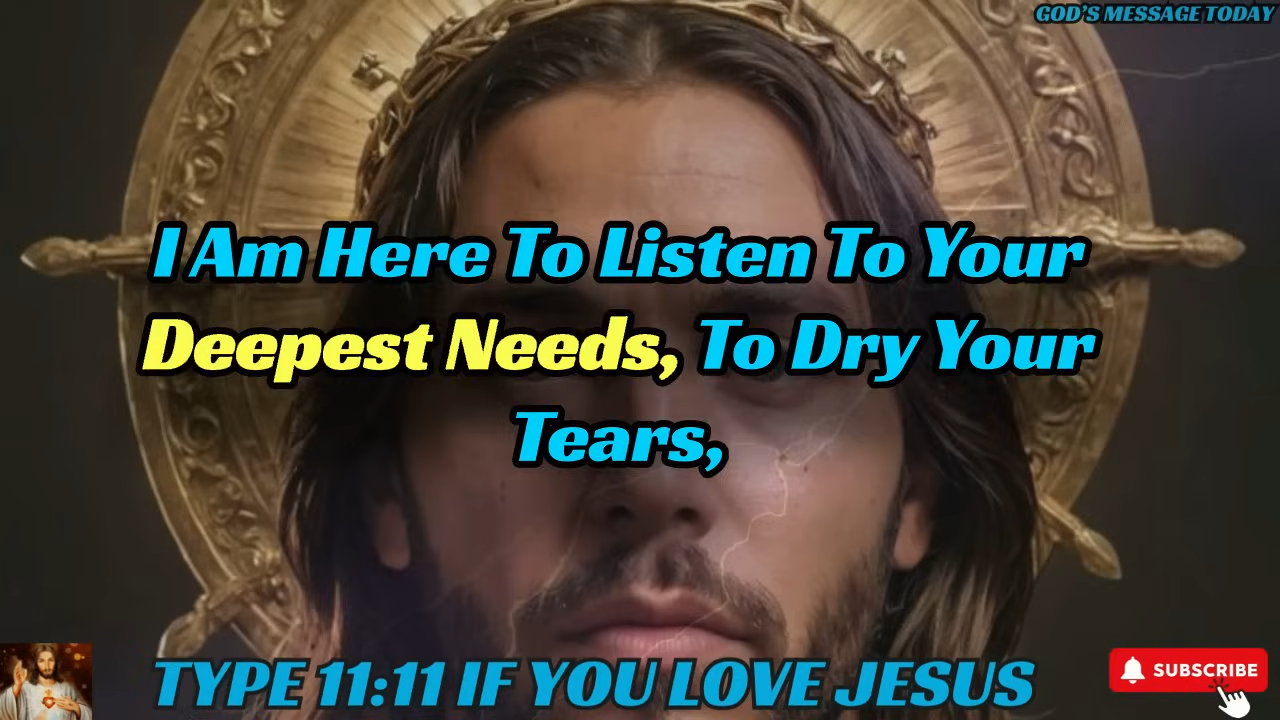 GOD'S MESSAGE TODAY
I Am Here To Listen To Your
Deepest Needs, To Dry Your
Tears,
TYPE 11:11 IF YOU LOVE JESUS
SUBSCRIBE